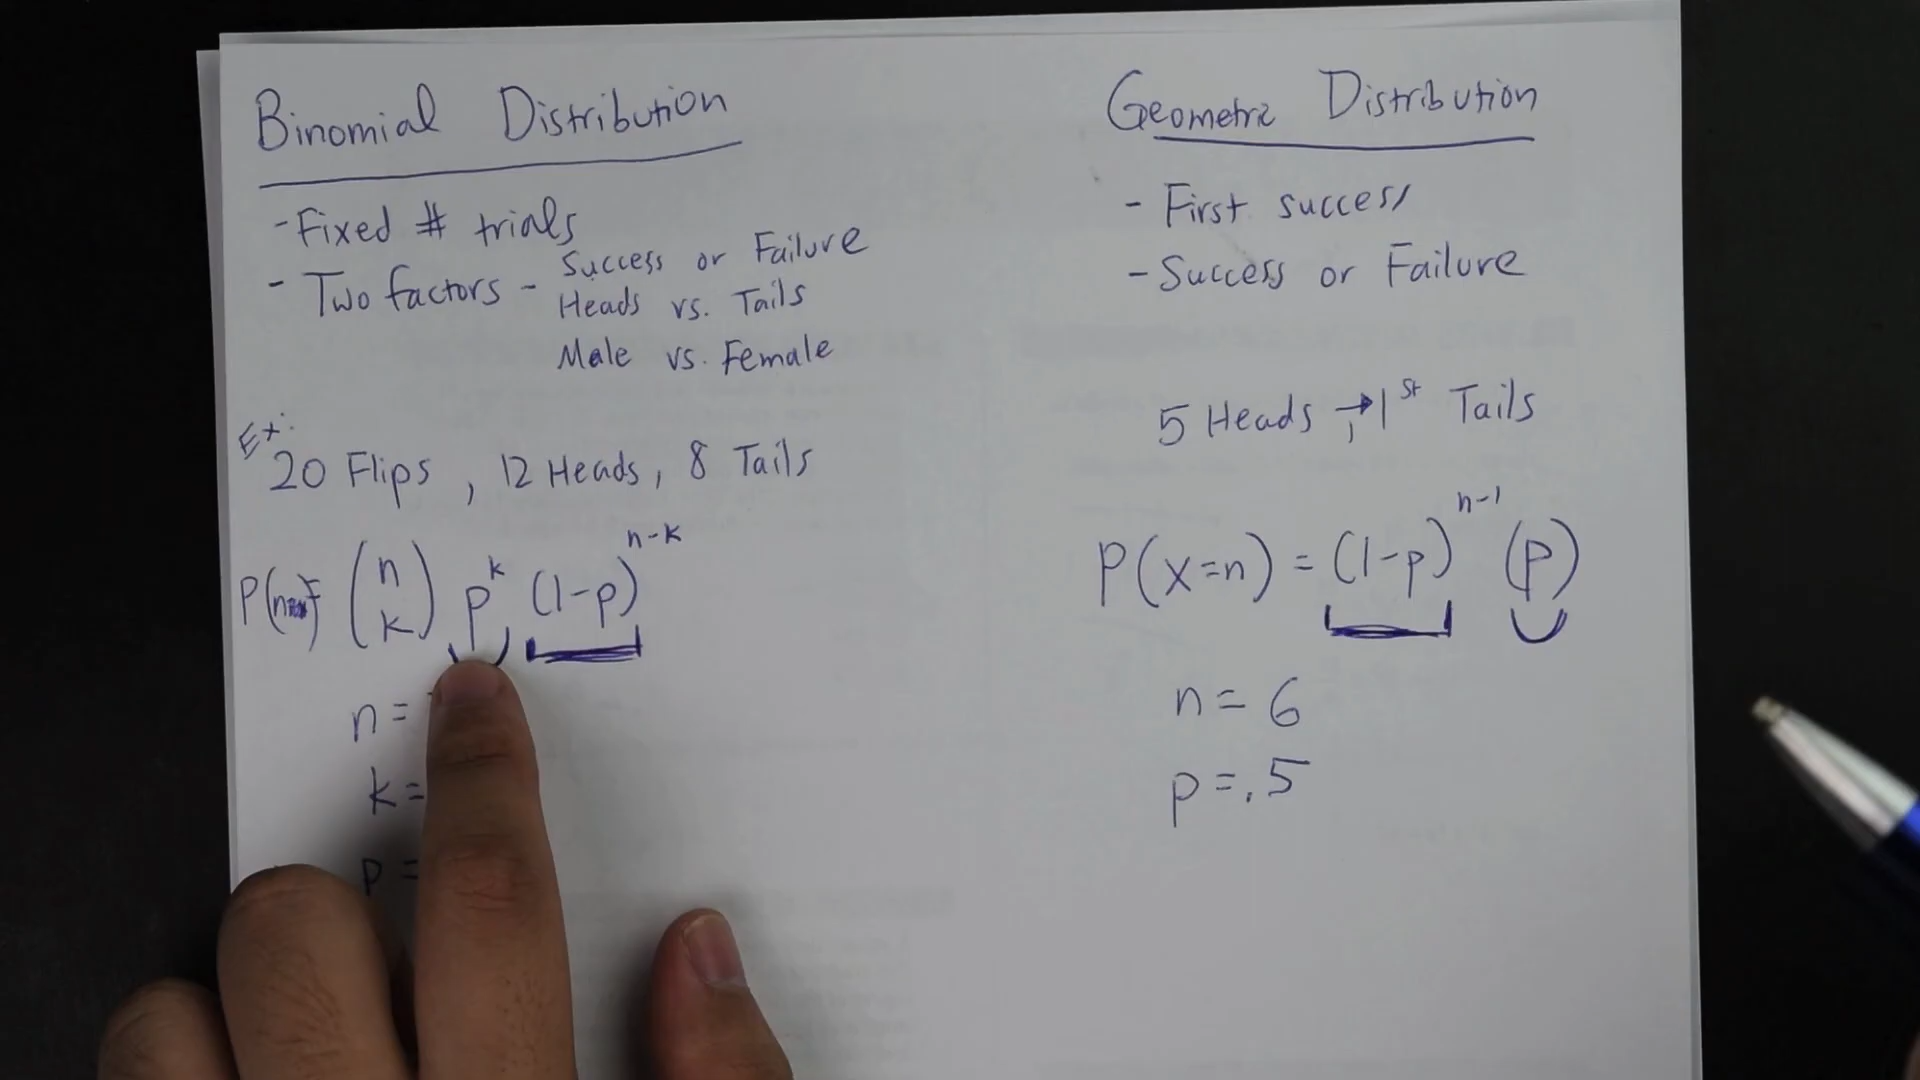 Binomial Distribution
- Fixed # trials
- Two factors - Success or Failure
Heads vs. Tails
Male vs. Female
Ex:
20 Flips , 12 Heads, 8 Tails
P( ) = (n k) p^k (1-p)^n-k
n =
k =
p =
Geometric Distribution
- First success
- Success or Failure
5 Heads → 1st Tails
P(x=n) = (1-p)^n-1 (p)
n = 6
p = .5